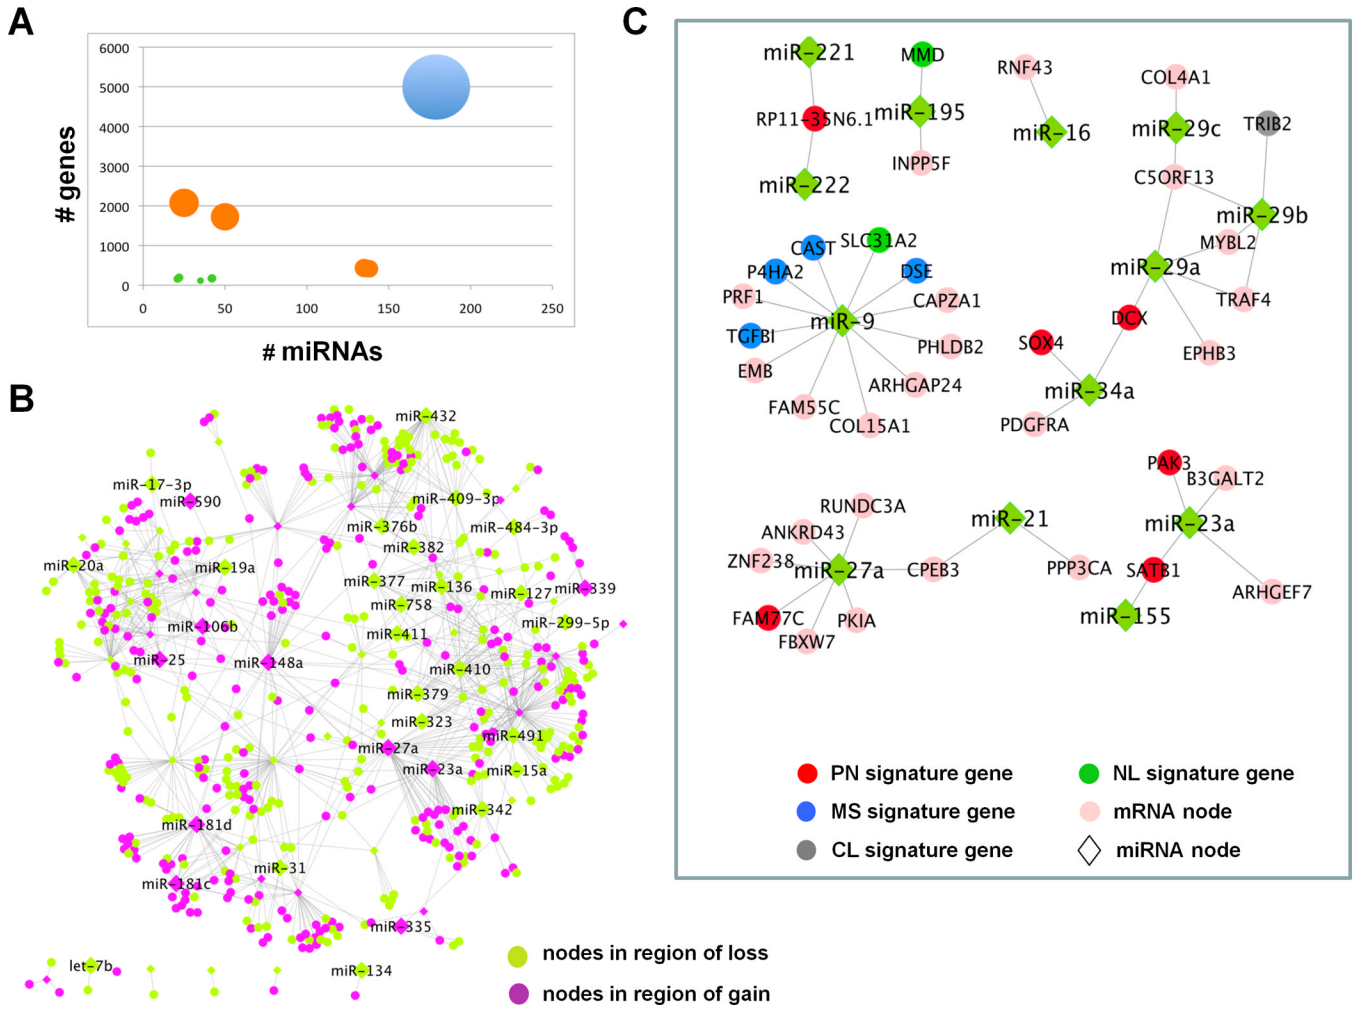 A
6000
5000
4000
3000
2000
1000
0
0 50 100 150 200 250
# genes
# miRNAs
B
miR-432
miR-17-3p
miR-590
miR-409-3p
miR-376b
miR-484-3p
miR-382
miR-20a
miR-19a
miR-377
miR-136
miR-127
miR-339
miR-758
miR-299-5p
miR-106b
miR-411
miR-25
miR-148a
miR-410
miR-379
miR-323
miR-491
miR-27a
miR-23a
miR-15a
miR-342
miR-181d
miR-31
miR-181c
miR-335
let-7b
miR-134
nodes in region of loss
nodes in region of gain
C
miR-221
MMD
RNF43
COL4A1
RP11-35N6.1
miR-195
miR-16
miR-29c
TRIB2
INPP5F
miR-222
C5ORF13
miR-29b
MYBL2
miR-29a
TRAF4
DCX
EPHB3
SOX4
miR-34a
PDGFRA
CAST
SLC31A2
P4HA2
DSE
PRF1
CAPZA1
miR-9
TGFBI
PHLDB2
EMB
ARHGAP24
FAM55C
COL15A1
PAK3
B3GALT2
miR-23a
SATB1
ARHGEF7
miR-155
RUNDC3A
ANKRD43
miR-21
ZNF238
miR-27a
CPEB3
PPP3CA
FAM77C
PKIA
FBXW7
PN signature gene
NL signature gene
MS signature gene
mRNA node
CL signature gene
miRNA node